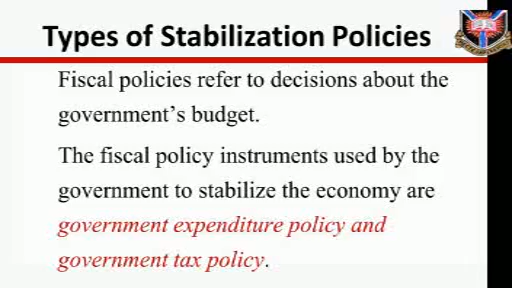 Types of Stabilization Policies
Fiscal policies refer to decisions about the
government's budget.
The fiscal policy instruments used by the
government to stabilize the economy are
government expenditure policy and
government tax policy.